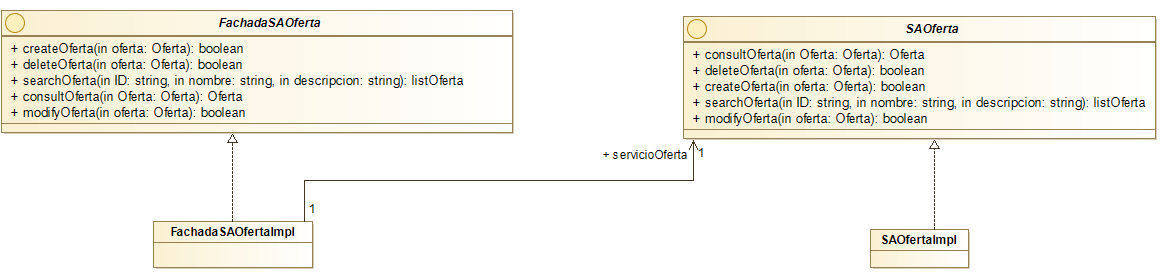 FachadaSAOferta
+ createOferta(in oferta: Oferta): boolean
+ deleteOferta(in oferta: Oferta): boolean
+ searchOferta(in ID: string, in nombre: string, in descripcion: string): listOferta
+ consultOferta(in Oferta: Oferta): Oferta
+ modifyOferta(in oferta: Oferta): boolean
SAOferta
+ consultOferta(in Oferta: Oferta): Oferta
+ deleteOferta(in oferta: Oferta): boolean
+ createOferta(in oferta: Oferta): boolean
+ searchOferta(in ID: string, in nombre: string, in descripcion: string): listOferta
+ modifyOferta(in oferta: Oferta): boolean
+ servicioOferta
1
1
FachadaSAOfertaImpl
SAOfertaImpl